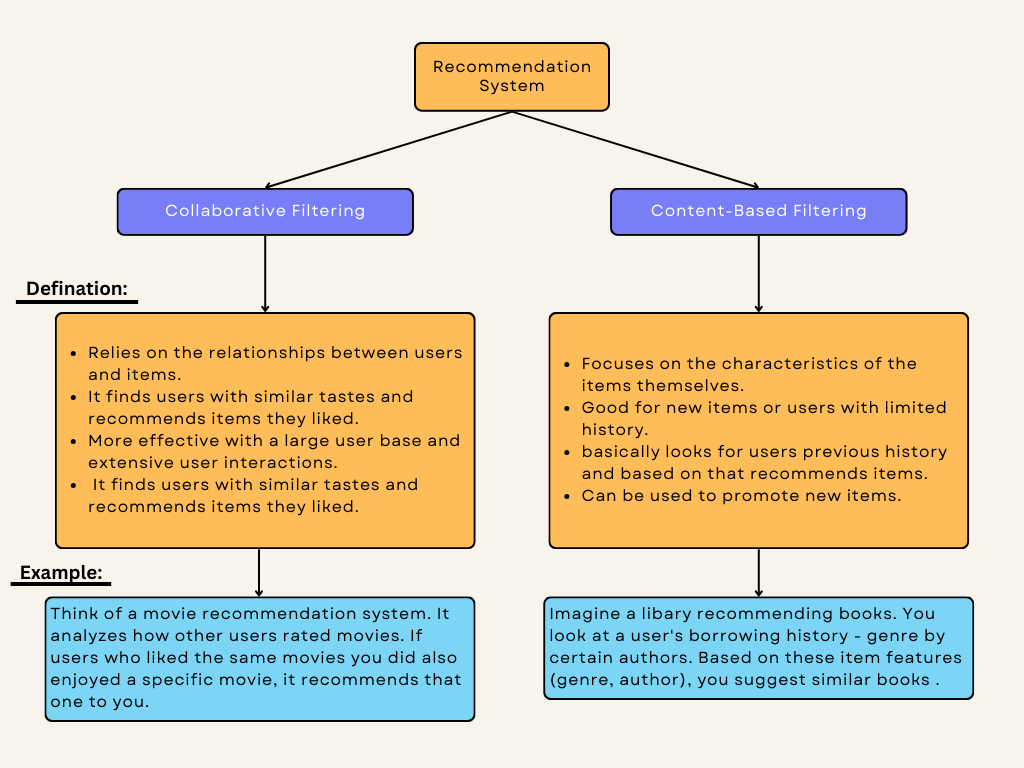 Recommendation
System
Collaborative Filtering
Content-Based Filtering
Defination:
• Relies on the relationships between users
and items.
• It finds users with similar tastes and
recommends items they liked.
• More effective with a large user base and
extensive user interactions.
• It finds users with similar tastes and
recommends items they liked.
• Focuses on the characteristics of the
items themselves.
• Good for new items or users with limited
history.
• basically looks for users previous history
and based on that recommends items.
• Can be used to promote new items.
Example:
Think of a movie recommendation system. It
analyzes how other users rated movies. If
users who liked the same movies you did also
enjoyed a specific movie, it recommends that
one to you.
Imagine a libary recommending books. You
look at a user's borrowing history - genre by
certain authors. Based on these item features
(genre, author), you suggest similar books .